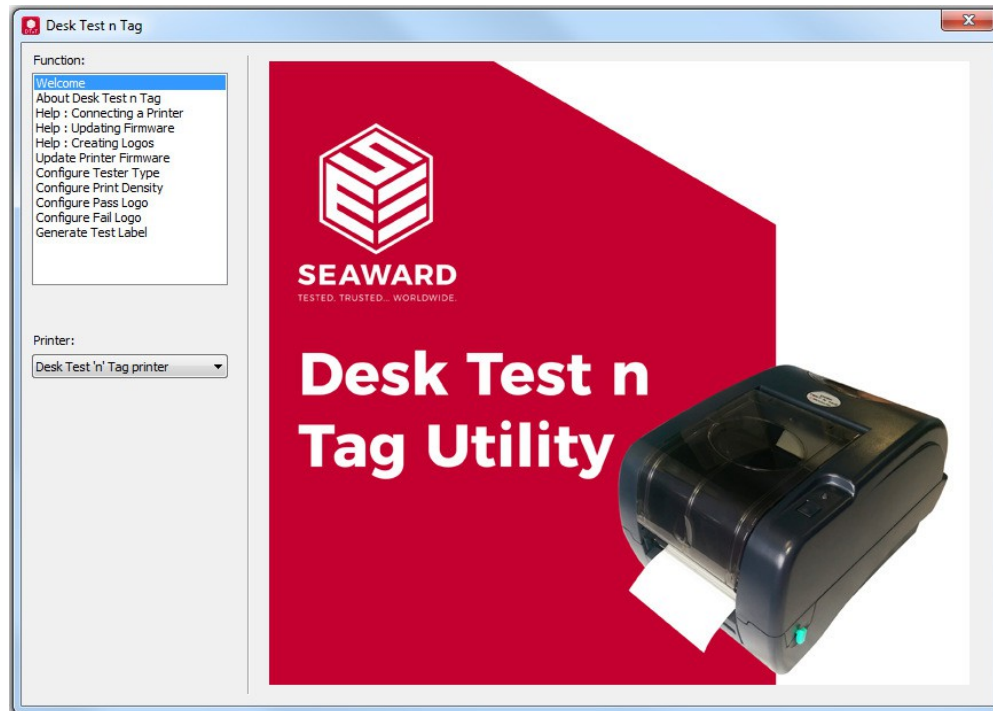 Desk Test n Tag
Function:
Welcome
About Desk Test n Tag
Help : Connecting a Printer
Help : Updating Firmware
Help : Creating Logos
Update Printer Firmware
Configure Tester Type
Configure Print Density
Configure Pass Logo
Configure Fail Logo
Generate Test Label
Printer:
Desk Test 'n' Tag printer
SEAWARD
TESTED. TRUSTED... WORLDWIDE.
Desk Test n
Tag Utility